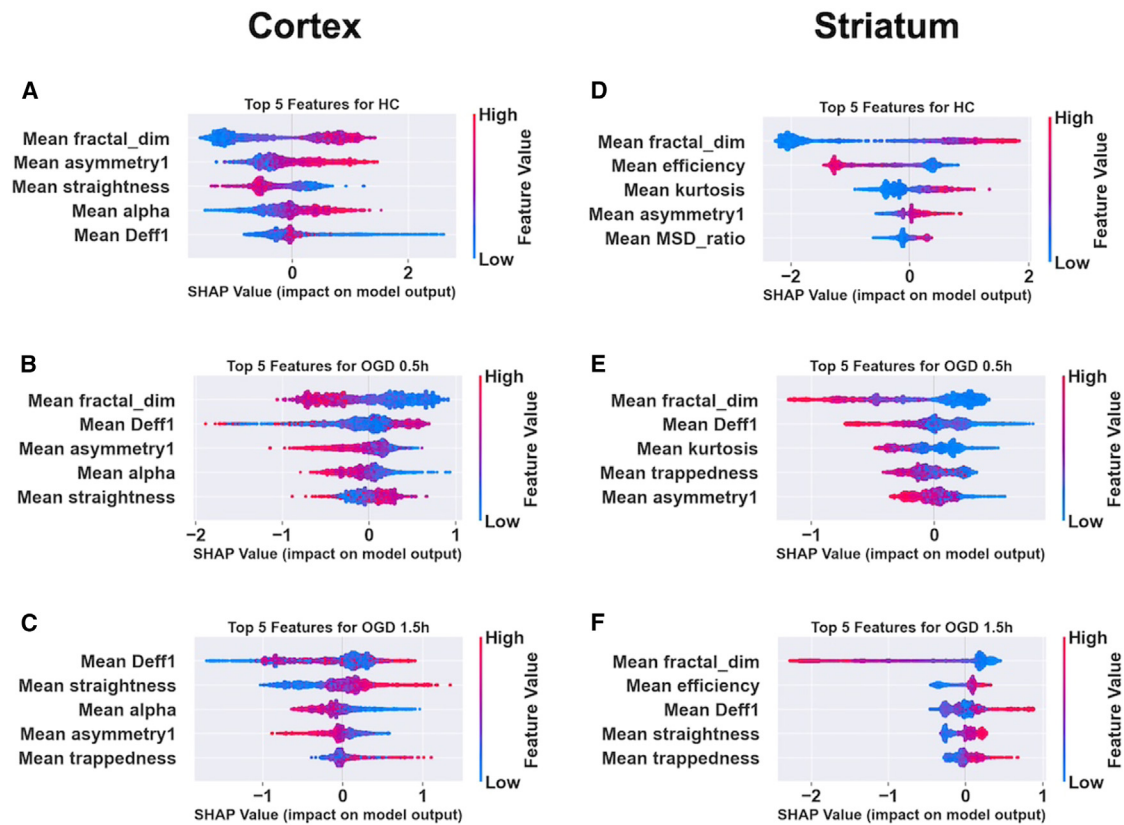 Cortex
Striatum
A
Top 5 Features for HC
High
Mean fractal_dim
Mean asymmetry1
Mean straightness
Mean alpha
Mean Deff1
Feature Value
Low
0
2
SHAP Value (impact on model output)
D
Top 5 Features for HC
High
Mean fractal_dim
Mean efficiency
Mean kurtosis
Mean asymmetry1
Mean MSD_ratio
Feature Value
Low
−2
0
2
SHAP Value (impact on model output)
B
Top 5 Features for OGD 0.5h
High
Mean fractal_dim
Mean Deff1
Mean asymmetry1
Mean alpha
Mean straightness
Feature Value
Low
−2
−1
0
1
SHAP Value (impact on model output)
E
Top 5 Features for OGD 0.5h
High
Mean fractal_dim
Mean Deff1
Mean kurtosis
Mean trappedness
Mean asymmetry1
Feature Value
Low
−1
0
SHAP Value (impact on model output)
C
Top 5 Features for OGD 1.5h
High
Mean Deff1
Mean straightness
Mean alpha
Mean asymmetry1
Mean trappedness
Feature Value
Low
−1
0
1
SHAP Value (impact on model output)
F
Top 5 Features for OGD 1.5h
High
Mean fractal_dim
Mean efficiency
Mean Deff1
Mean straightness
Mean trappedness
Feature Value
Low
−2
−1
0
1
SHAP Value (impact on model output)